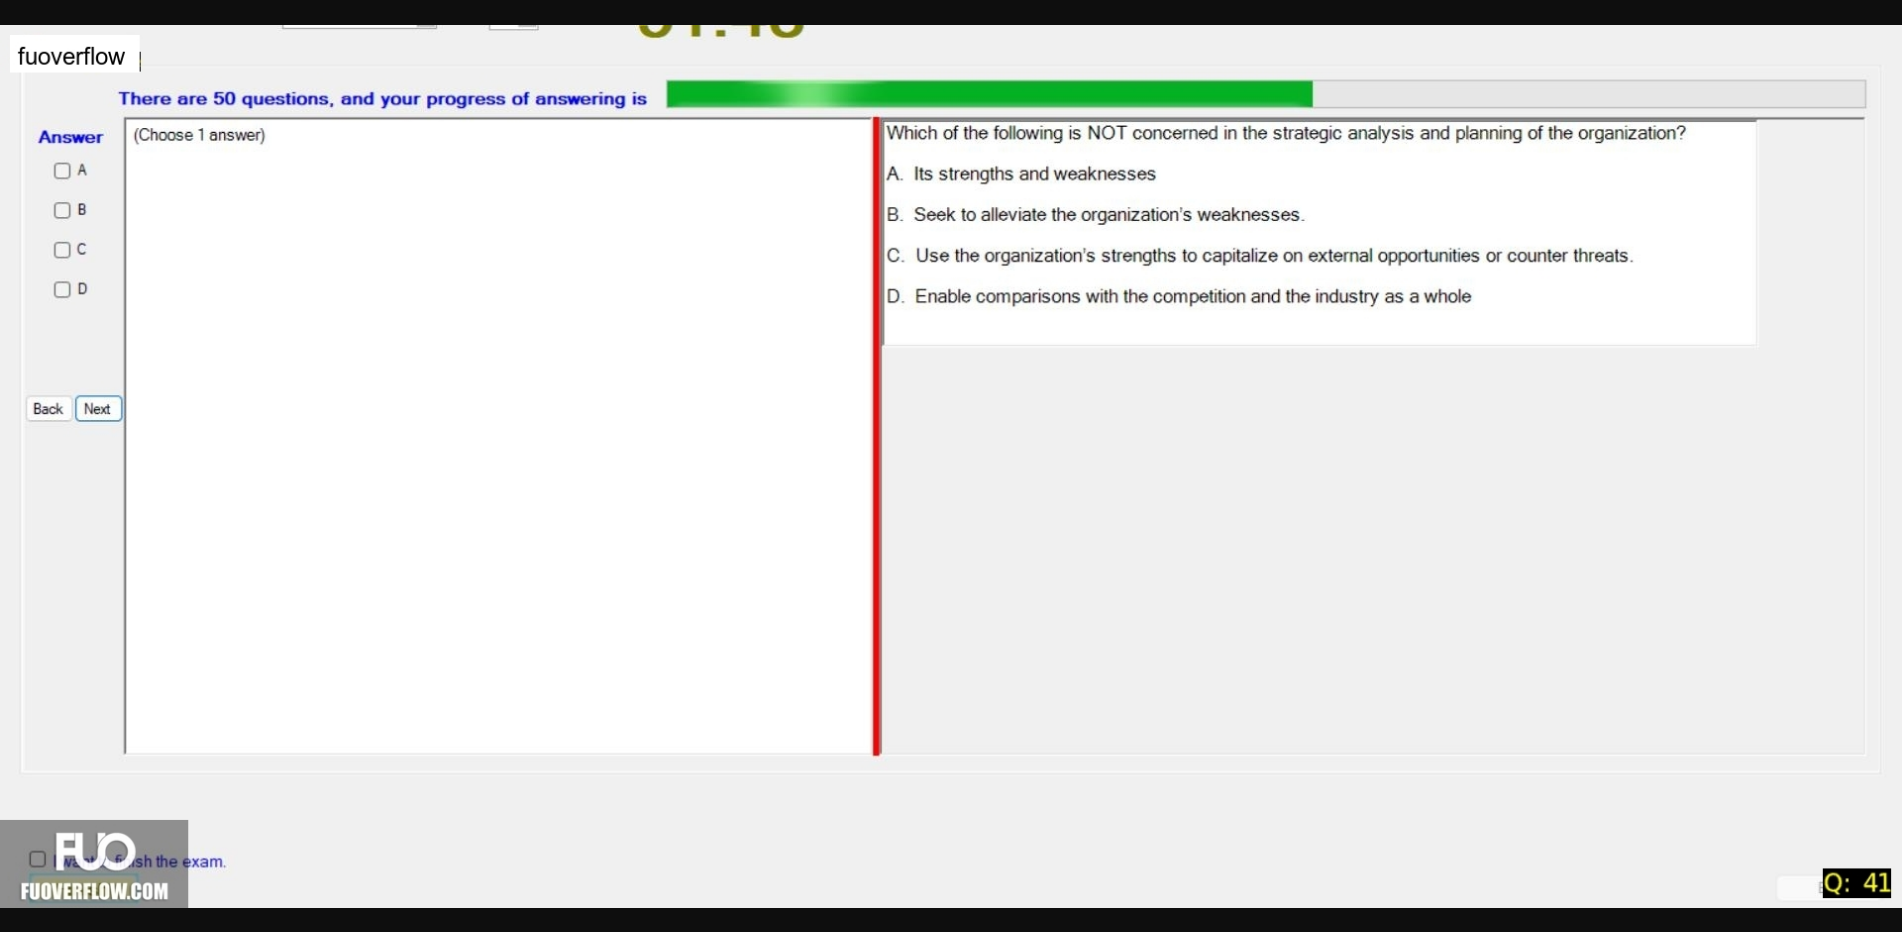 fuoverflow
There are 50 questions, and your progress of answering is
Answer
(Choose 1 answer)
A
B
C
D
Back Next
Which of the following is NOT concerned in the strategic analysis and planning of the organization?
A. Its strengths and weaknesses
B. Seek to alleviate the organization's weaknesses.
C. Use the organization's strengths to capitalize on external opportunities or counter threats.
D. Enable comparisons with the competition and the industry as a whole
FUO
the exam.
FUOVERFLOW.COM
Q: 41